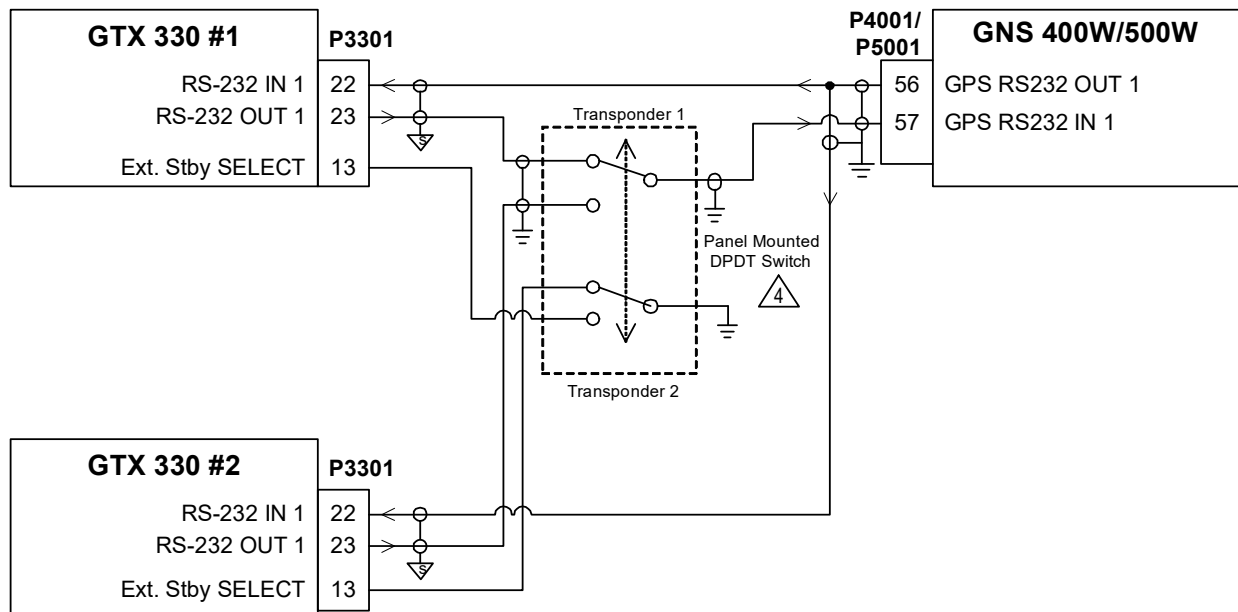 GTX 330 #1
P3301
RS-232 IN 1 22
RS-232 OUT 1 23
Ext. Stby SELECT 13
S
P4001/
P5001
GNS 400W/500W
56 GPS RS232 OUT 1
57 GPS RS232 IN 1
Transponder 1
Panel Mounted
DPDT Switch
4
Transponder 2
GTX 330 #2
P3301
RS-232 IN 1 22
RS-232 OUT 1 23
Ext. Stby SELECT 13
S